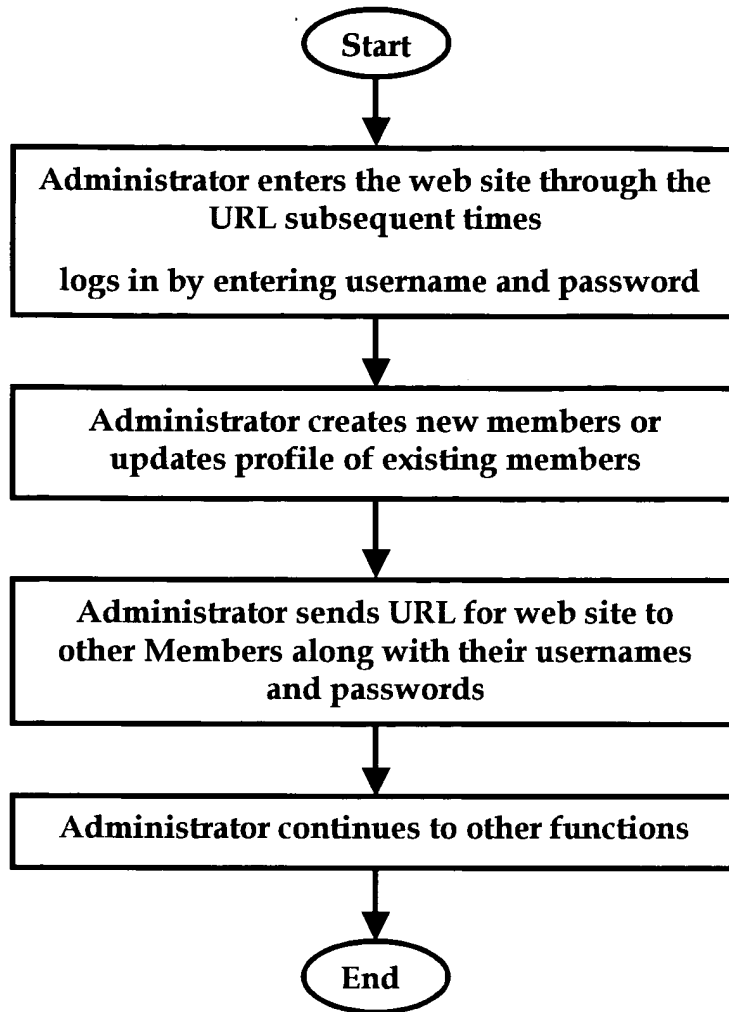 Start
Administrator enters the web site through the
URL subsequent times
logs in by entering username and password
Administrator creates new members or
updates profile of existing members
Administrator sends URL for web site to
other Members along with their usernames
and passwords
Administrator continues to other functions
End